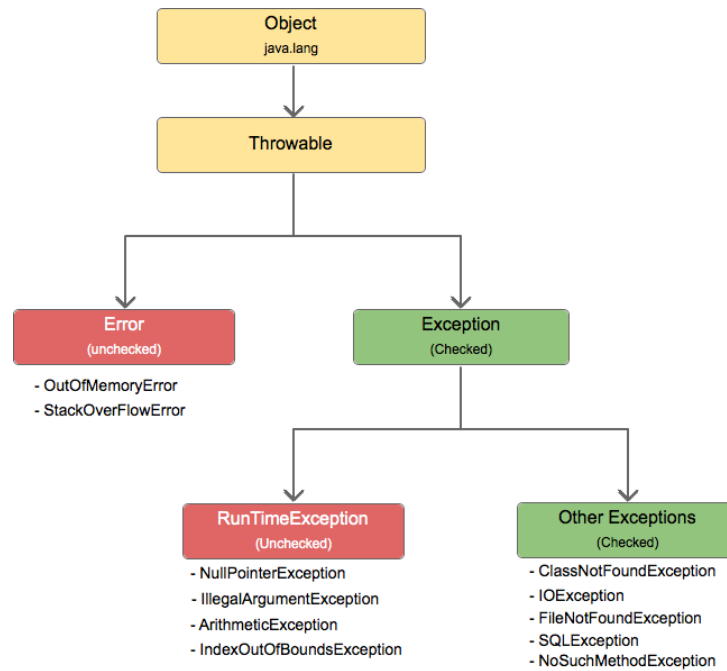 Object
java.lang
Throwable
Error
(unchecked)
- OutOfMemoryError
- StackOverFlowError
Exception
(Checked)
RunTimeException
(Unchecked)
- NullPointerException
- IllegalArgumentException
- ArithmeticException
- IndexOutOfBoundsException
Other Exceptions
(Checked)
- ClassNotFoundException
- IOException
- FileNotFoundException
- SQLException
- NoSuchMethodException